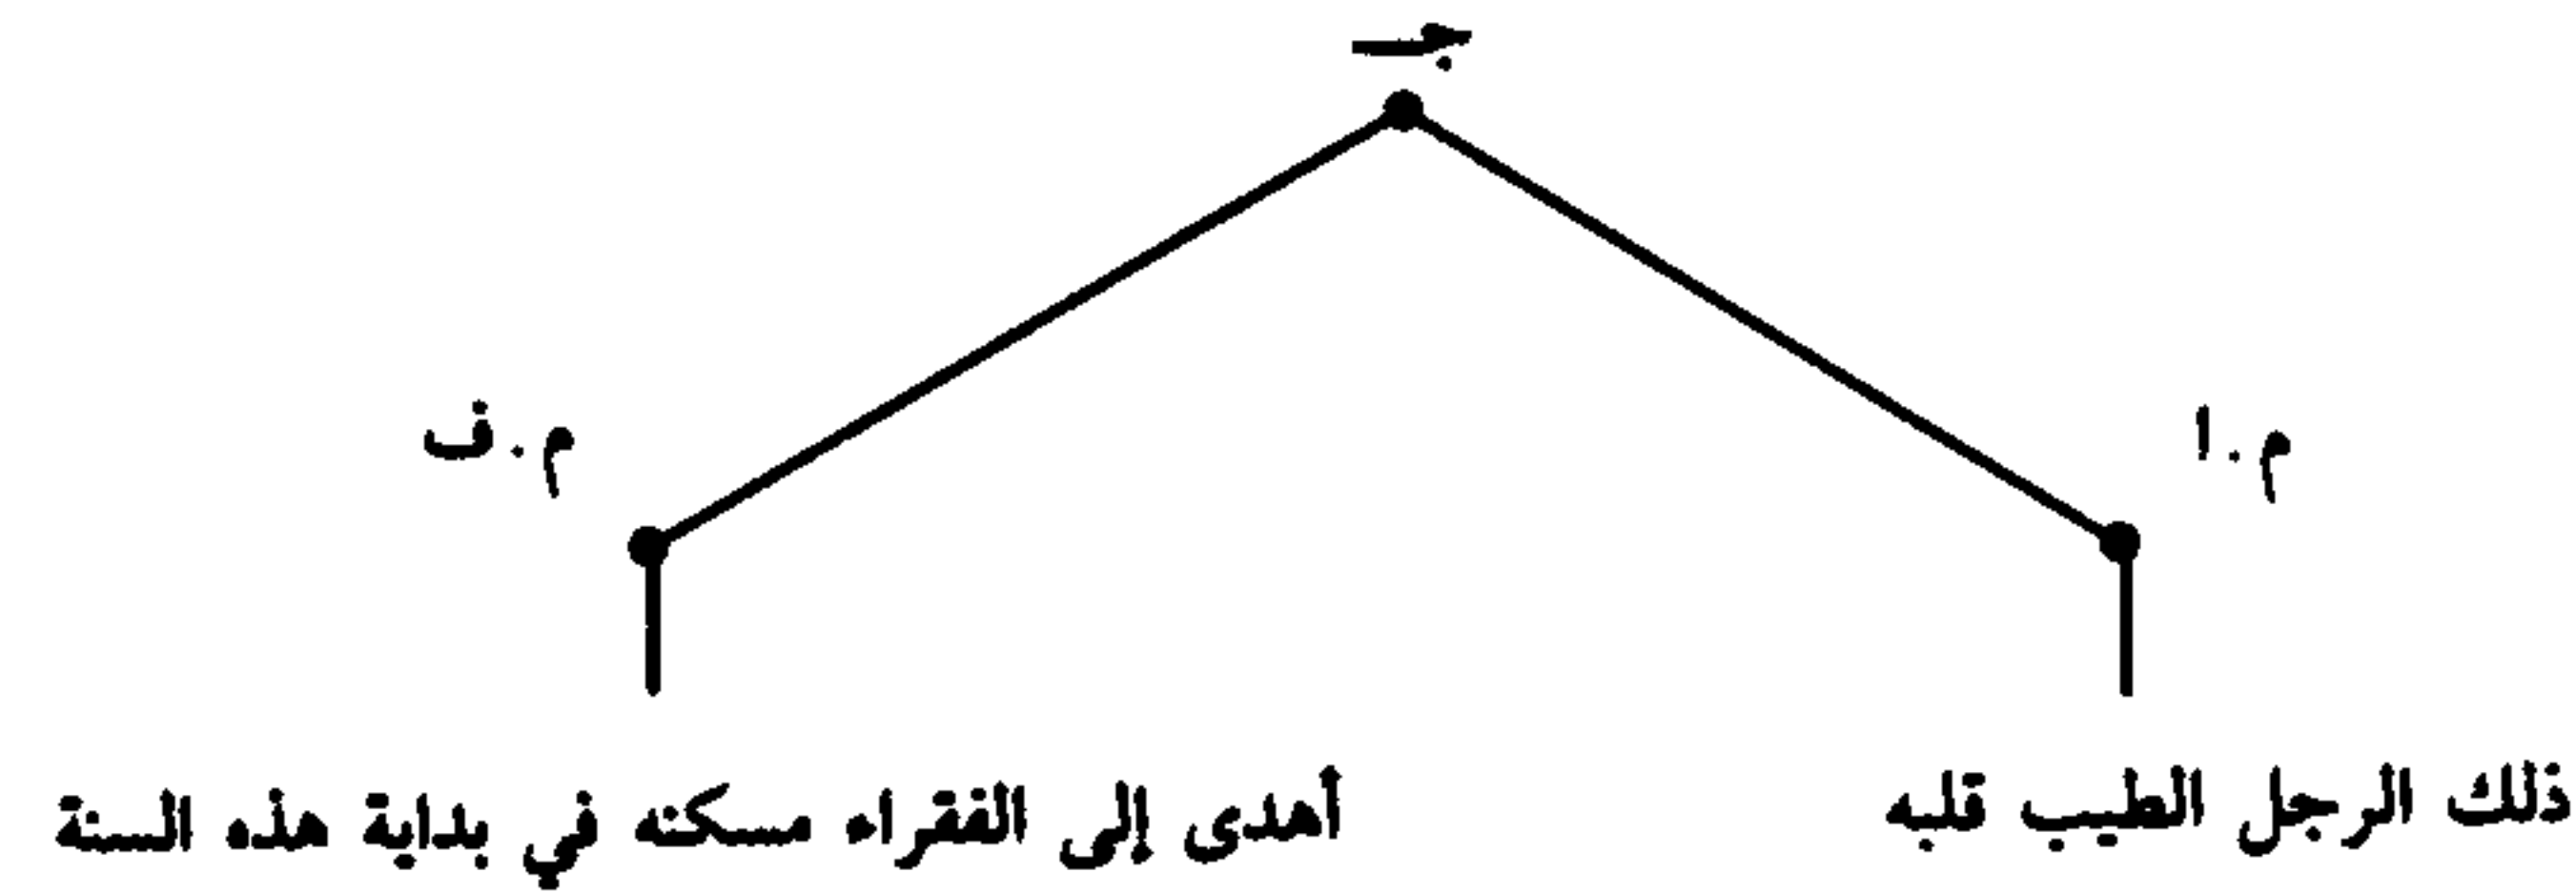 جـ
م.ا
م.ف
ذلك الرجل الطيب قلبه
أهدى إلى الفقراء مسكنه في بداية هذه السنة